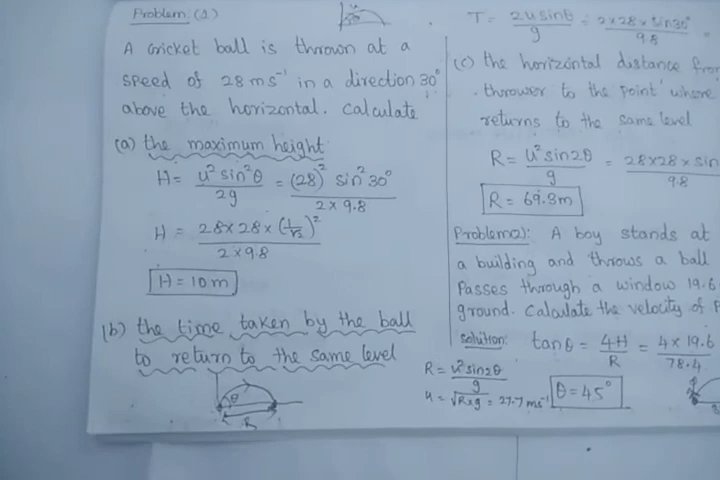 Problem: (1)
A cricket ball is thrown at a
speed of 28 ms⁻¹ in a direction 30°
above the horizontal. Calculate
(a) the maximum height
H = u² sin²θ / 2g = (28)² sin² 30° / 2 × 9.8
H = 28 × 28 × (1/√2)² / 2 × 9.8
H = 10 m
(b) the time taken by the ball
to return to the same level
θ
R
T = 2u sinθ / g = 2 × 28 × sin 30° / 9.8 =
(c) the horizontal distance from
thrower to the point where
returns to the same level
R = u² sin2θ / g = 28 × 28 × sin / 9.8
R = 69.3m
Problem(2): A boy stands at
a building and throws a ball
Passes through a window 19.6
ground. Calculate the velocity of P
Solution: tanθ = 4H / R = 4 × 19.6 / 78.4
R = u² sin2θ / g
u = √R×g = 27.7 ms⁻¹
θ = 45°